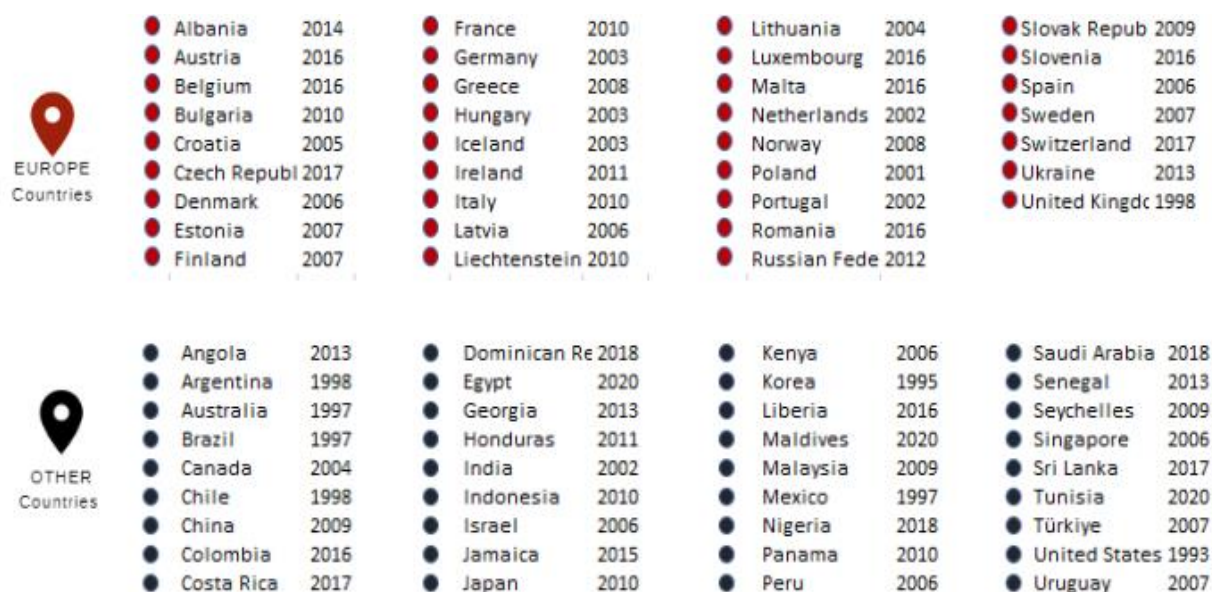 Albania 2014 France 2010 Lithuania 2004 Slovak Repub 2009
Austria 2016 Germany 2003 Luxembourg 2016 Slovenia 2016
Belgium 2016 Greece 2008 Malta 2016 Spain 2006
Bulgaria 2010 Hungary 2003 Netherlands 2002 Sweden 2007
Croatia 2005 Iceland 2003 Norway 2008 Switzerland 2017
EUROPE
Countries
Czech Republ 2017 Ireland 2011 Poland 2001 Ukraine 2013
Denmark 2006 Italy 2010 Portugal 2002 United Kingdc 1998
Estonia 2007 Latvia 2006 Romania 2016
Finland 2007 Liechtenstein 2010 Russian Fede 2012
Angola 2013 Dominican Re 2018 Kenya 2006 Saudi Arabia 2018
Argentina 1998 Egypt 2020 Korea 1995 Senegal 2013
Australia 1997 Georgia 2013 Liberia 2016 Seychelles 2009
Brazil 1997 Honduras 2011 Maldives 2020 Singapore 2006
Canada 2004 India 2002 Malaysia 2009 Sri Lanka 2017
OTHER
Countries
Chile 1998 Indonesia 2010 Mexico 1997 Tunisia 2020
China 2009 Israel 2006 Nigeria 2018 Türkiye 2007
Colombia 2016 Jamaica 2015 Panama 2010 United States 1993
Costa Rica 2017 Japan 2010 Peru 2006 Uruguay 2007